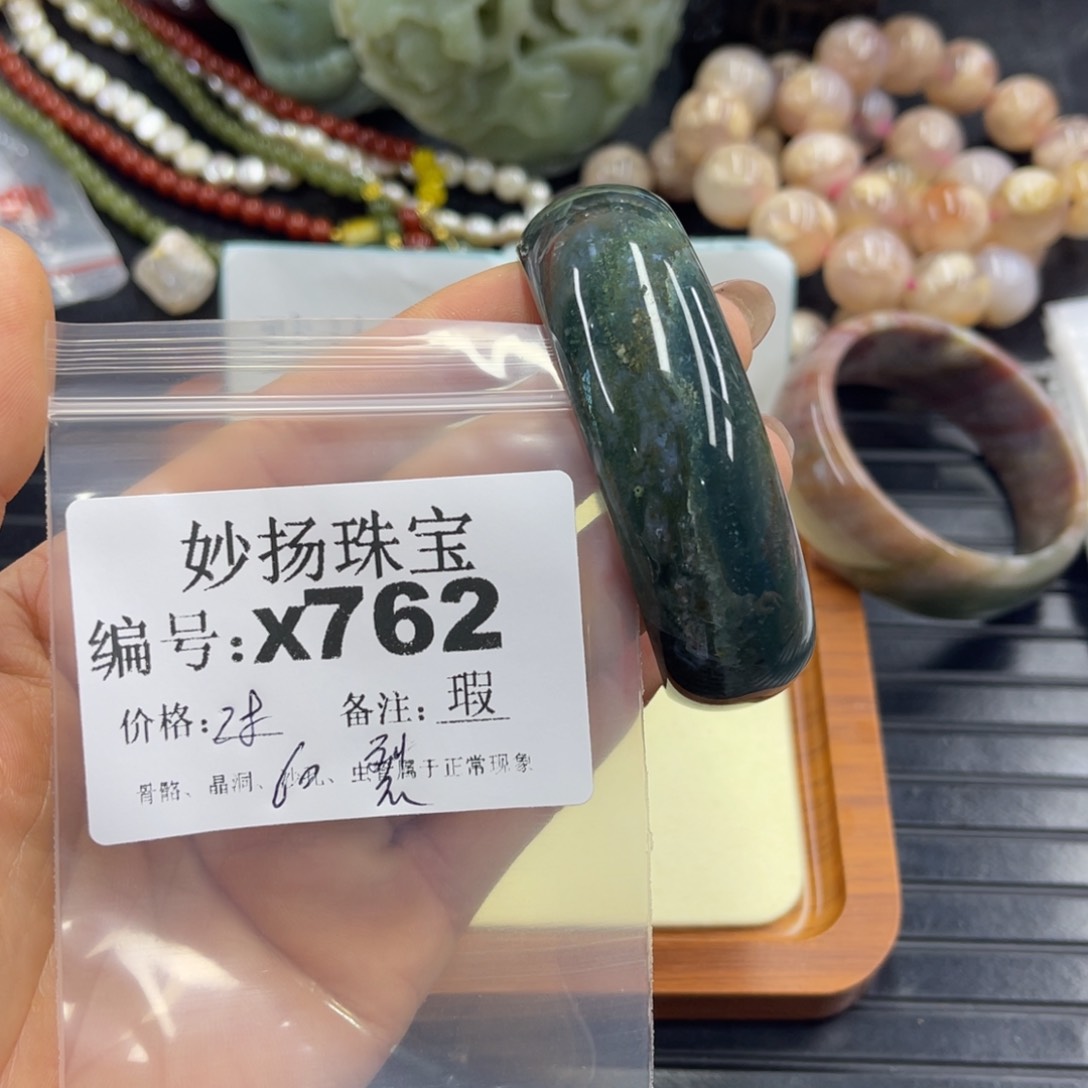 妙扬珠宝
编号:x762
价格: 备注:瑕
骨骼、晶洞、 属于正常现象
裂